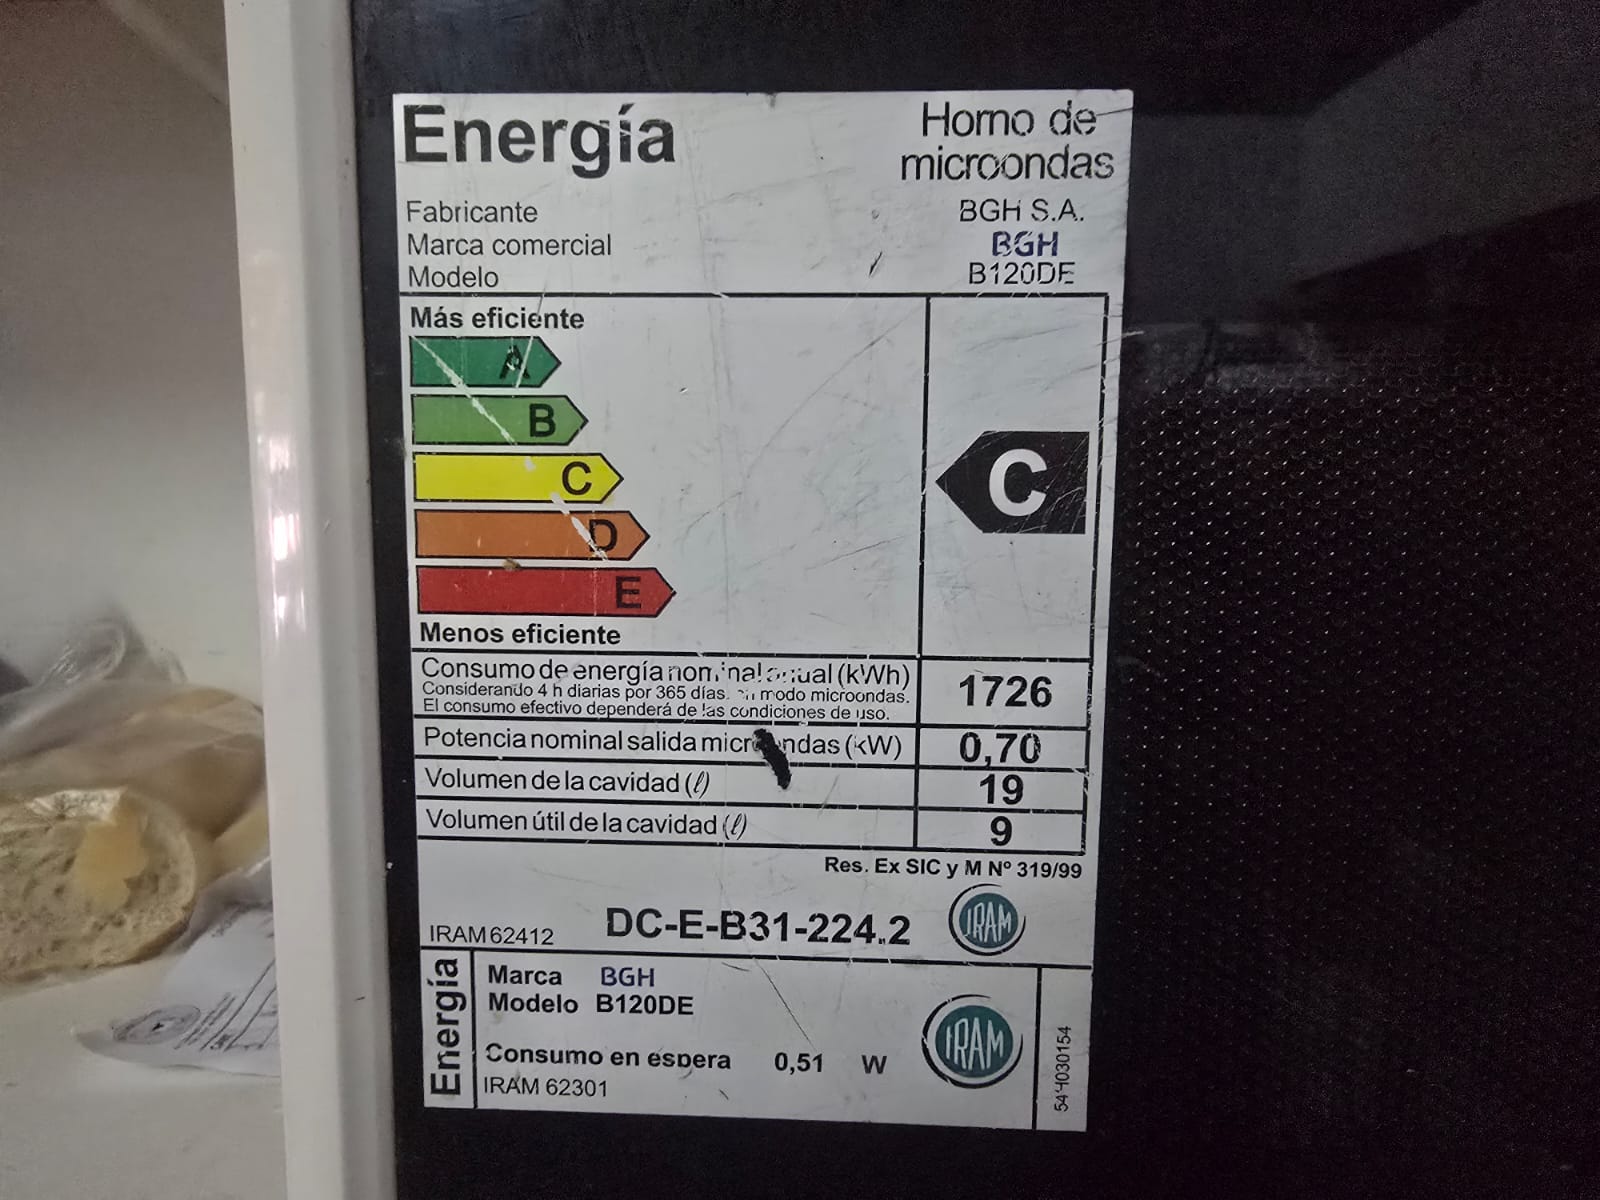 Energía
Horno de
microondas
Fabricante BGH S.A.
Marca comercial BGH
Modelo B120DE
Más eficiente
A
B
C
D
E
C
Menos eficiente
Consumo de energía nominal anual (kWh) 1726
Considerando 4 h diarias por 365 días. en modo microondas.
El consumo efectivo dependerá de las condiciones de uso.
Potencia nominal salida microondas (kW) 0,70
Volumen de la cavidad (ℓ) 19
Volumen útil de la cavidad (ℓ) 9
Res. Ex SIC y M Nº 319/99
IRAM 62412 DC-E-B31-224.2 IRAM
Energía
Marca BGH
Modelo B120DE
Consumo en espera 0,51 W
IRAM 62301
IRAM